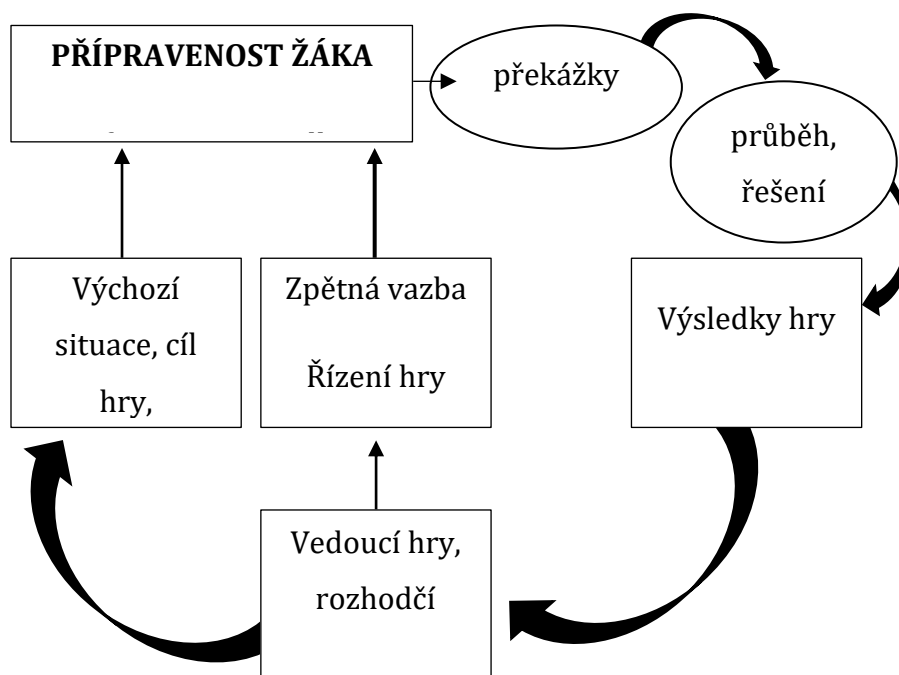 PŘÍPRAVENOST ŽÁKA
překážky
průběh,
řešení
Výchozí
situace, cíl
hry,
Zpětná vazba
Řízení hry
Výsledky hry
Vedoucí hry,
rozhodčí